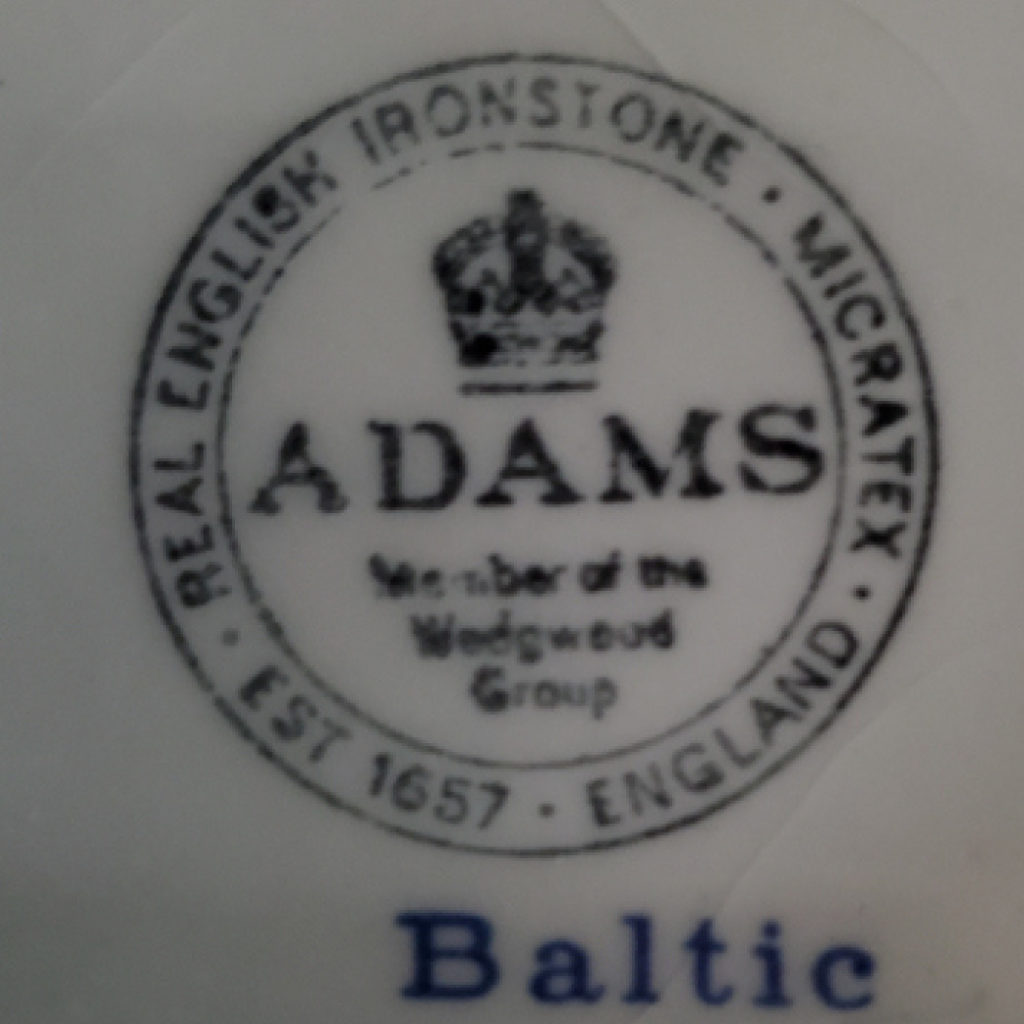 REAL ENGLISH IRONSTONE · MICRATEX · ENGLAND · EST 1657 ·
ADAMS
Member of the
Wedgwood
Group
Baltic